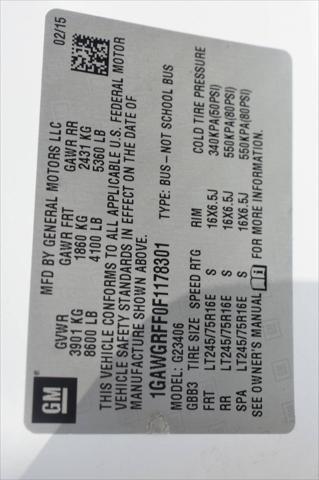 GM
®
MFD BY GENERAL MOTORS LLC
02/15
GVWR GAWR FRT GAWR RR
3901 KG 1860 KG 2431 KG
8600 LB 4100 LB 5360 LB
THIS VEHICLE CONFORMS TO ALL APPLICABLE U.S. FEDERAL MOTOR
VEHICLE SAFETY STANDARDS IN EFFECT ON THE DATE OF
MANUFACTURE SHOWN ABOVE.
1GAWGRFF0F1178301 TYPE: BUS–NOT SCHOOL BUS
MODEL: G23406
GBB3 TIRE SIZE SPEED RTG RIM COLD TIRE PRESSURE
FRT LT245/75R16E S 16X6.5J 340KPA(50PSI)
RR LT245/75R16E S 16X6.5J 550KPA(80PSI)
SPA LT245/75R16E S 16X6.5J 550KPA(80PSI)
SEE OWNER'S MANUAL FOR MORE INFORMATION.